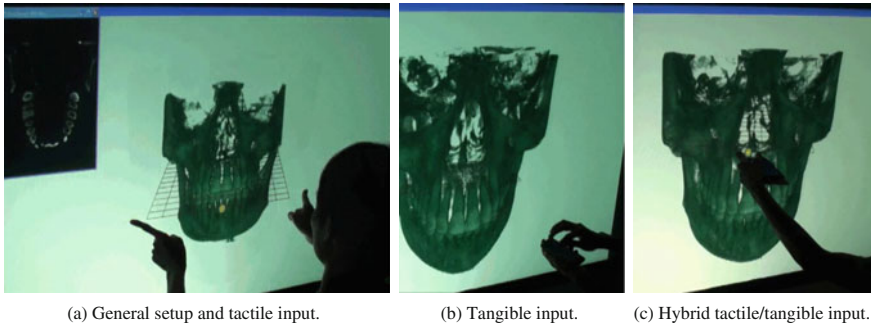 (a) General setup and tactile input.
(b) Tangible input.
(c) Hybrid tactile/tangible input.